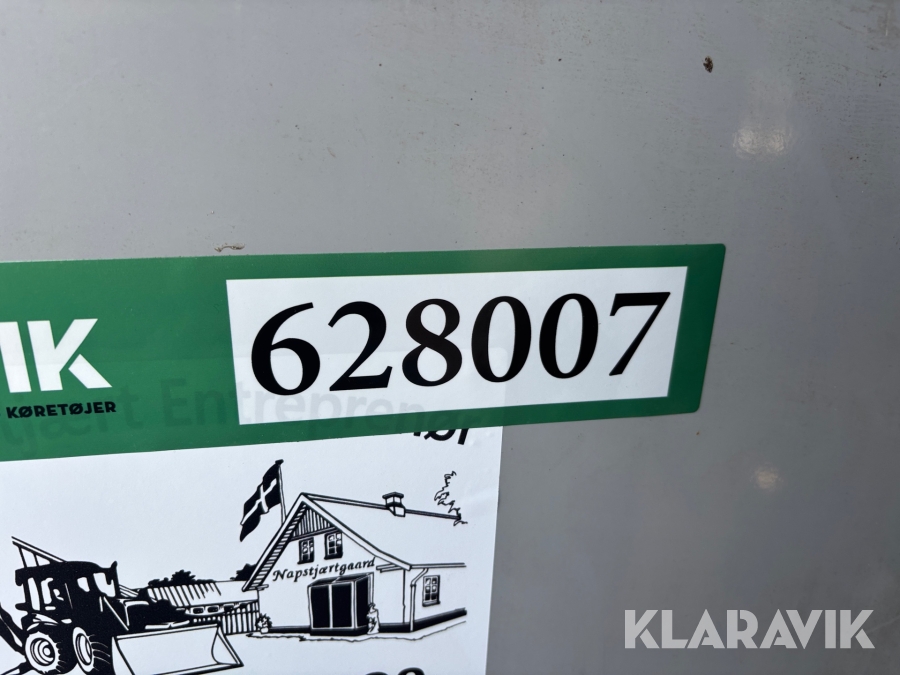 628007
IK
KØRETØJER
Napstjærtgaard
KLARAVIK